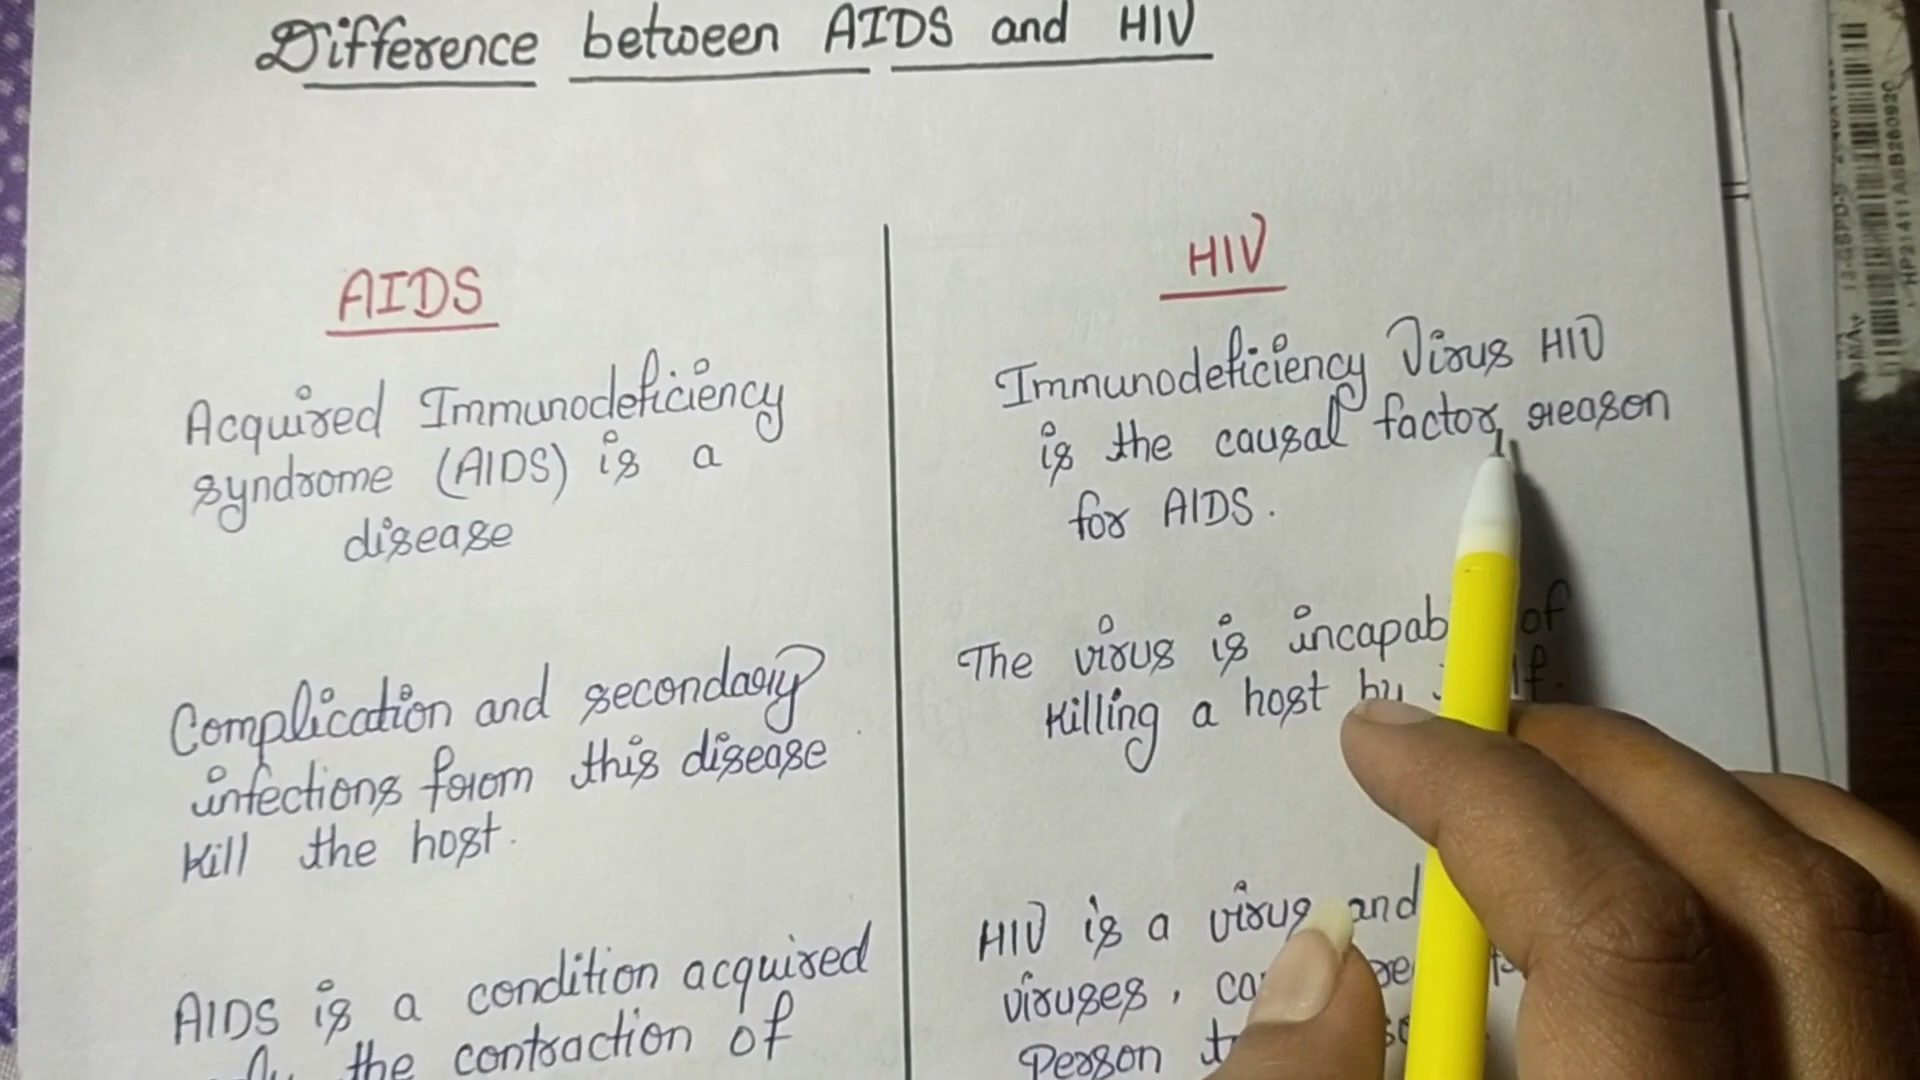 Difference between AIDS and HIV
AIDS
Acquired Immunodeficiency
syndrome (AIDS) is a
disease
Complication and secondary
infections from this disease
kill the host.
AIDS is a condition acquired
the contraction of
HIV
Immunodeficiency Virus HIV
is the causal factor, reason
for AIDS.
The virus is of
killing a host by
HIV is a virus and
viruses,
Person
HP21411ASB260920